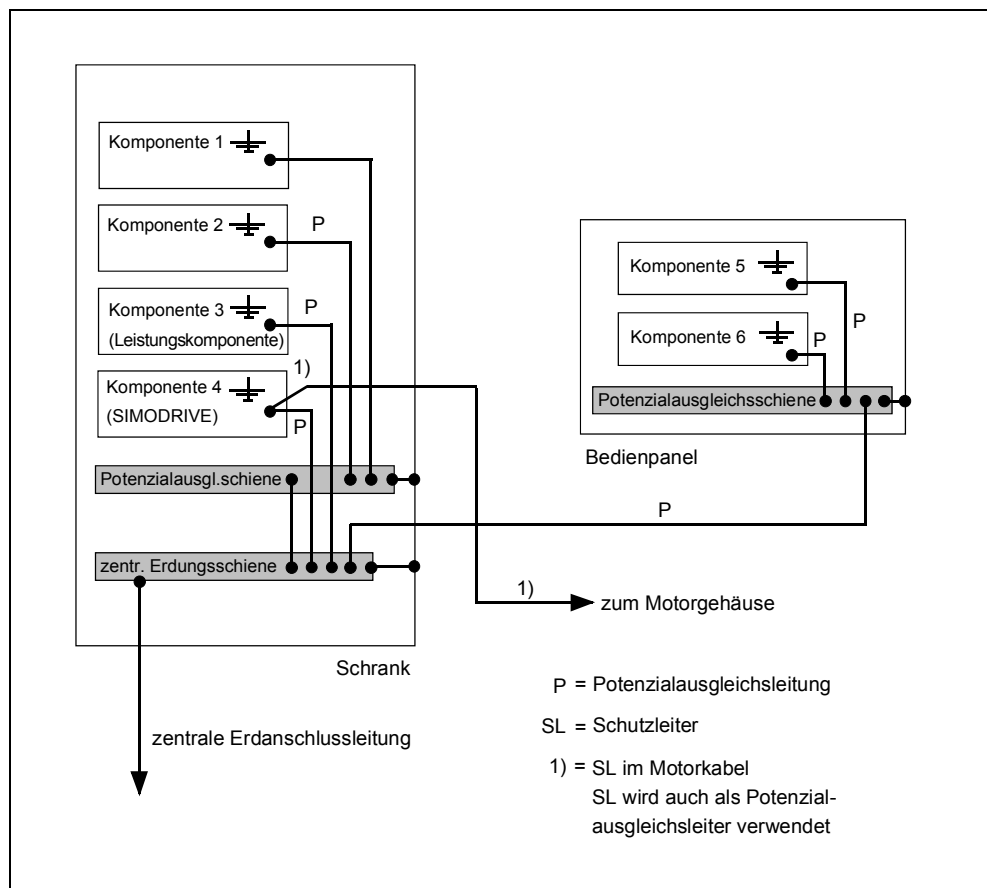 Komponente 1
Komponente 2
P
Komponente 3
(Leistungskomponente)
P
1)
Komponente 4
(SIMODRIVE)
P
Potenzialausgl.schiene
zentr. Erdungsschiene
Schrank
zentrale Erdanschlussleitung
Komponente 5
P
Komponente 6
P
Potenzialausgleichsschiene
Bedienpanel
P
1)
zum Motorgehäuse
P = Potenzialausgleichsleitung
SL = Schutzleiter
1) = SL im Motorkabel
SL wird auch als Potenzial-
ausgleichsleiter verwendet